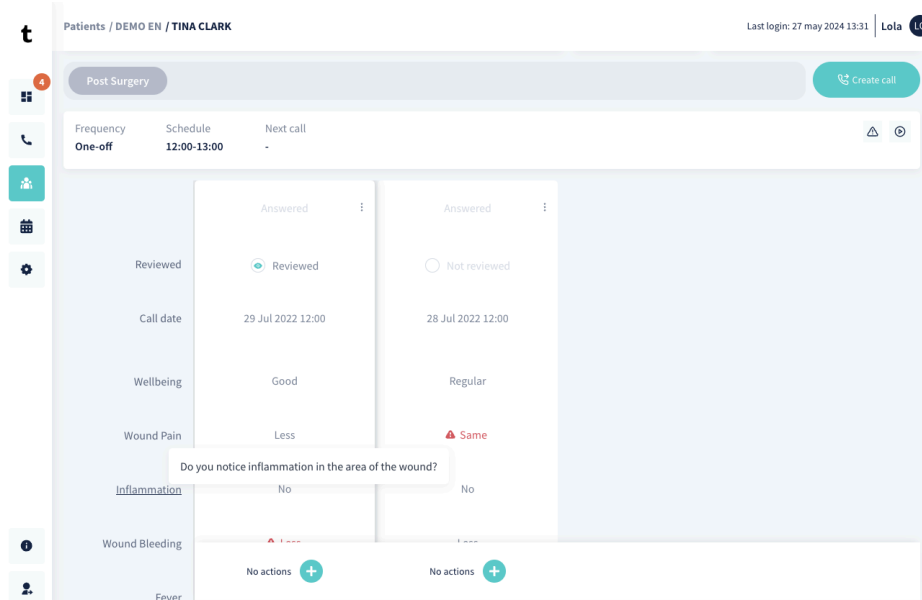 t
Patients / DEMO EN / TINA CLARK
Last login: 27 may 2024 13:31
Lola
4
Post Surgery
Create call
Frequency
One-off
Schedule
12:00-13:00
Next call
-
Answered
Answered
Reviewed
Reviewed
Not reviewed
Call date
29 Jul 2022 12:00
28 Jul 2022 12:00
Wellbeing
Good
Regular
Wound Pain
Less
Same
Do you notice inflammation in the area of the wound?
Inflammation
No
No
Wound Bleeding
Less
Less
No actions
No actions
Fever